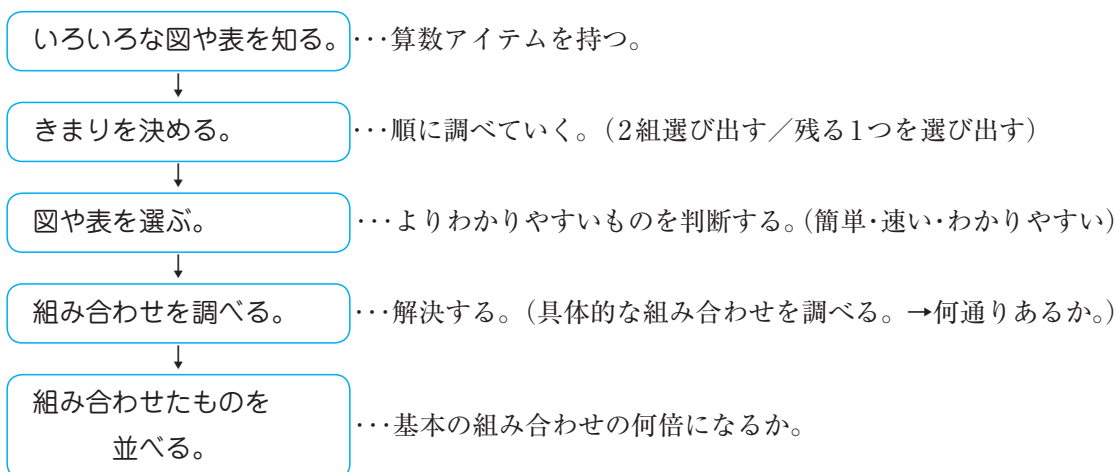 いろいろな図や表を知る。 ･･･算数アイテムを持つ。
↓
きまりを決める。 ･･･順に調べていく。（2組選び出す／残る1つを選び出す）
↓
図や表を選ぶ。 ･･･よりわかりやすいものを判断する。（簡単･速い･わかりやすい）
↓
組み合わせを調べる。 ･･･解決する。（具体的な組み合わせを調べる。→何通りあるか。）
↓
組み合わせたものを
並べる。 ･･･基本の組み合わせの何倍になるか。